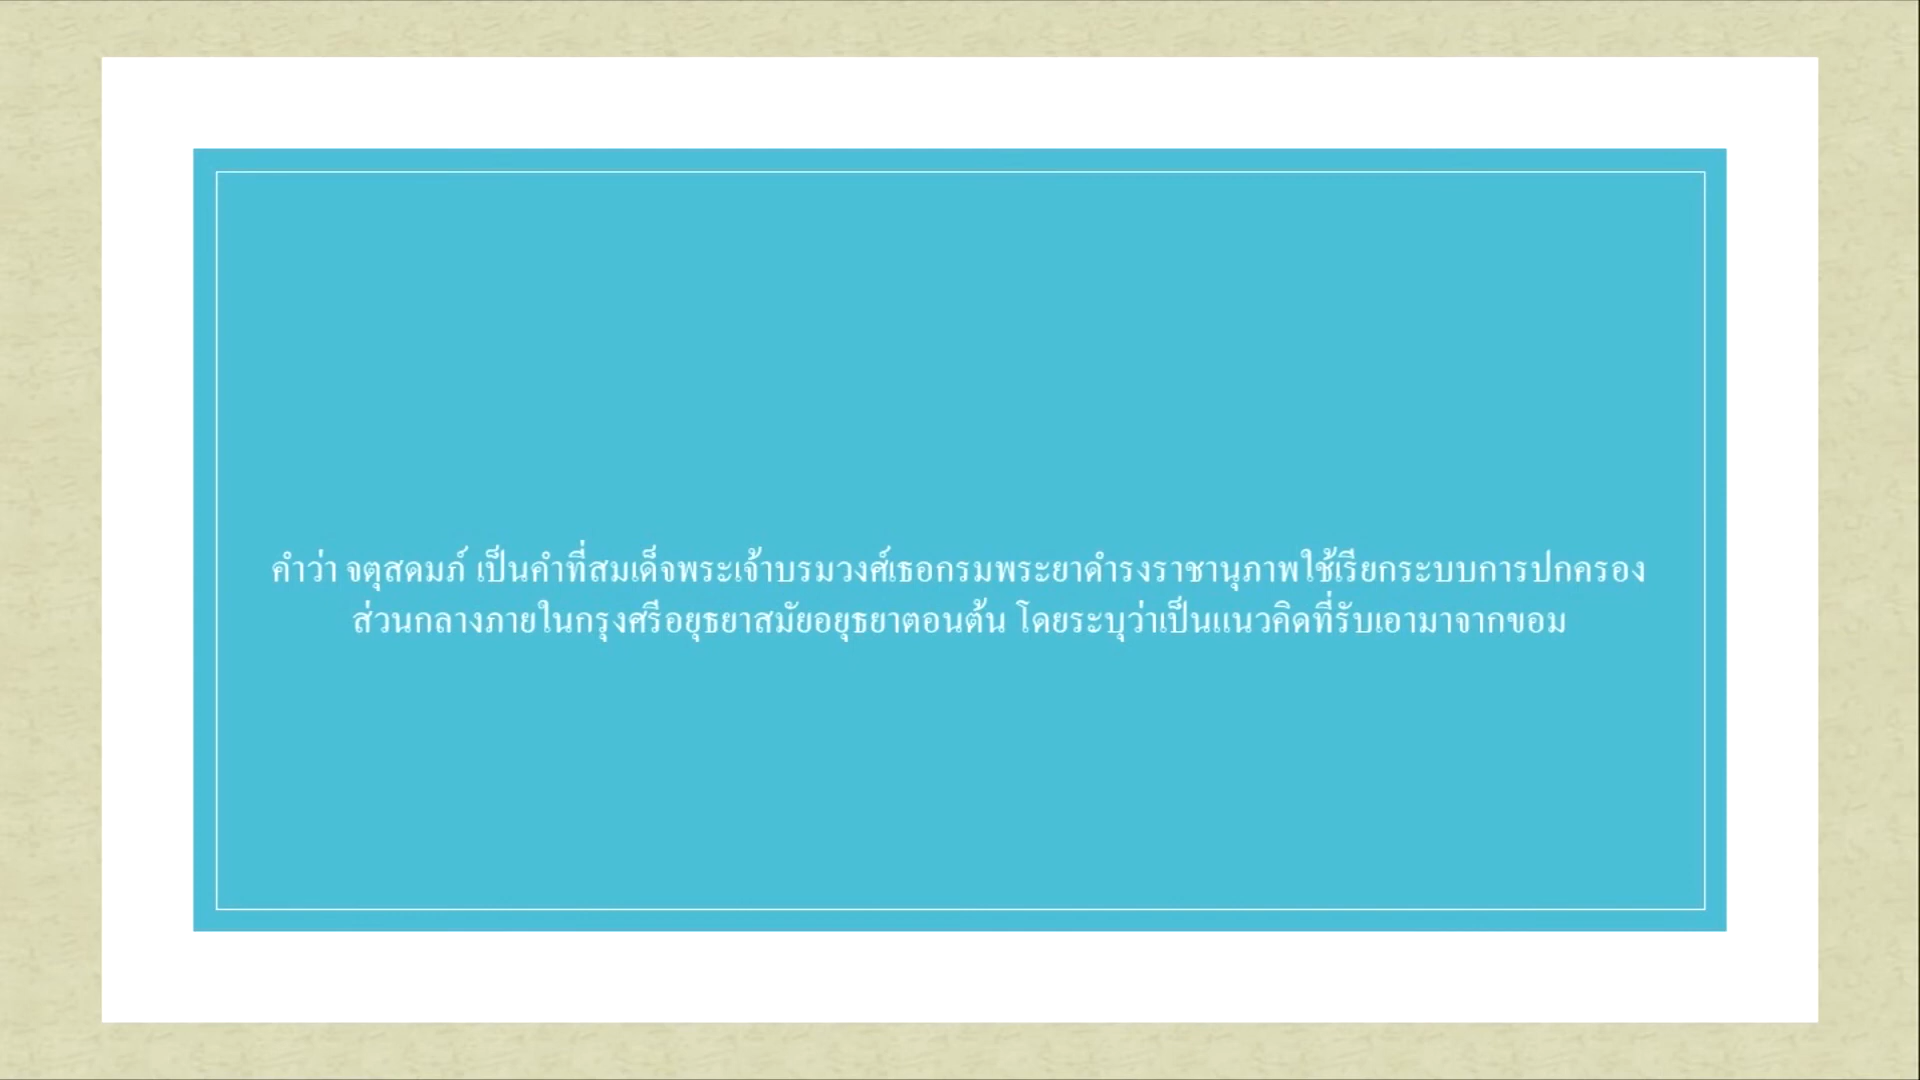 คำว่า จตุสดมภ์ เป็นคำที่สมเด็จพระเจ้าบรมวงศ์เธอกรมพระยาดำรงราชานุภาพใช้เรียกระบบการปกครอง
ส่วนกลางภายในกรุงศรีอยุธยาสมัยอยุธยาตอนต้น โดยระบุว่าเป็นแนวคิดที่รับเอามาจากขอม